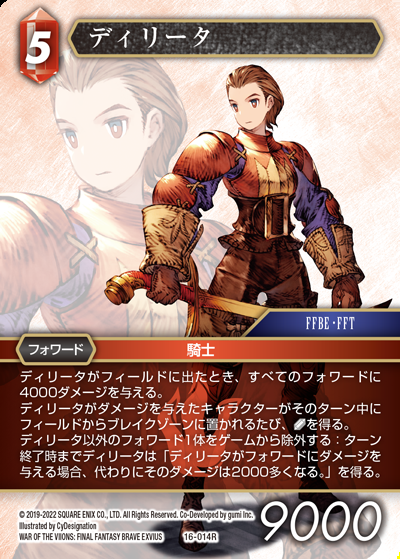 5
ディリータ
FFBE・FFT
フォワード
騎士
ディリータがフィールドに出たとき、すべてのフォワードに
4000ダメージを与える。
ディリータがダメージを与えたキャラクターがそのターン中に
フィールドからブレイクゾーンに置かれるたび、を得る。
ディリータ以外のフォワード1体をゲームから除外する：ターン
終了時までディリータは「ディリータがフォワードにダメージを
与える場合、代わりにそのダメージは2000多くなる。」を得る。
© 2019-2022 SQUARE ENIX CO., LTD. All Rights Reserved. Co-Developed by gumi Inc.
Illustrated by CyDesignation
WAR OF THE VIIONS: FINAL FANTASY BRAVE EXVIUS
16-014R
9000